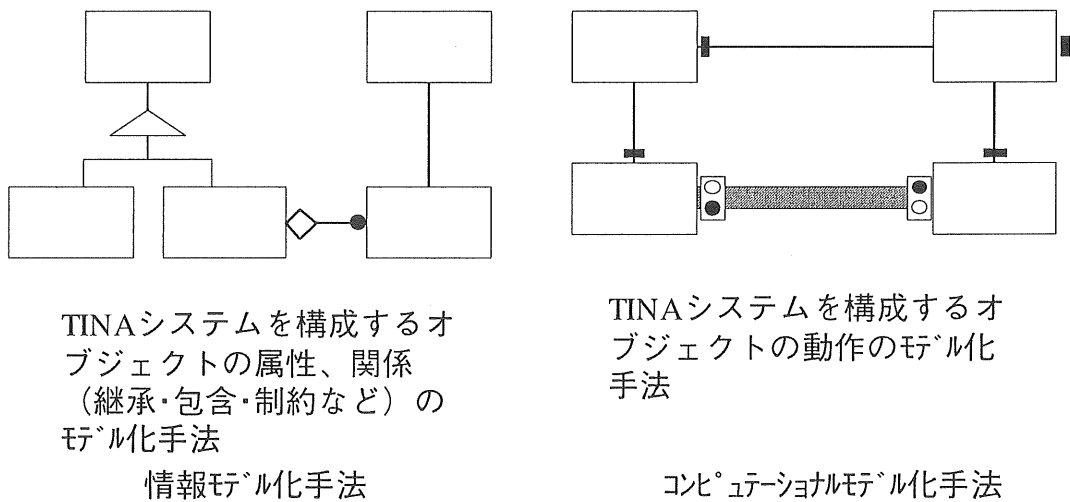 TINAシステムを構成するオ
ブジェクトの属性、関係
（継承・包含・制約など）の
ﾓﾃﾞﾙ化手法
情報ﾓﾃﾞﾙ化手法
TINAシステムを構成するオ
ブジェクトの動作のﾓﾃﾞﾙ化
手法
ｺﾝﾋﾟｭﾃｰｼｮﾅﾙﾓﾃﾞﾙ化手法